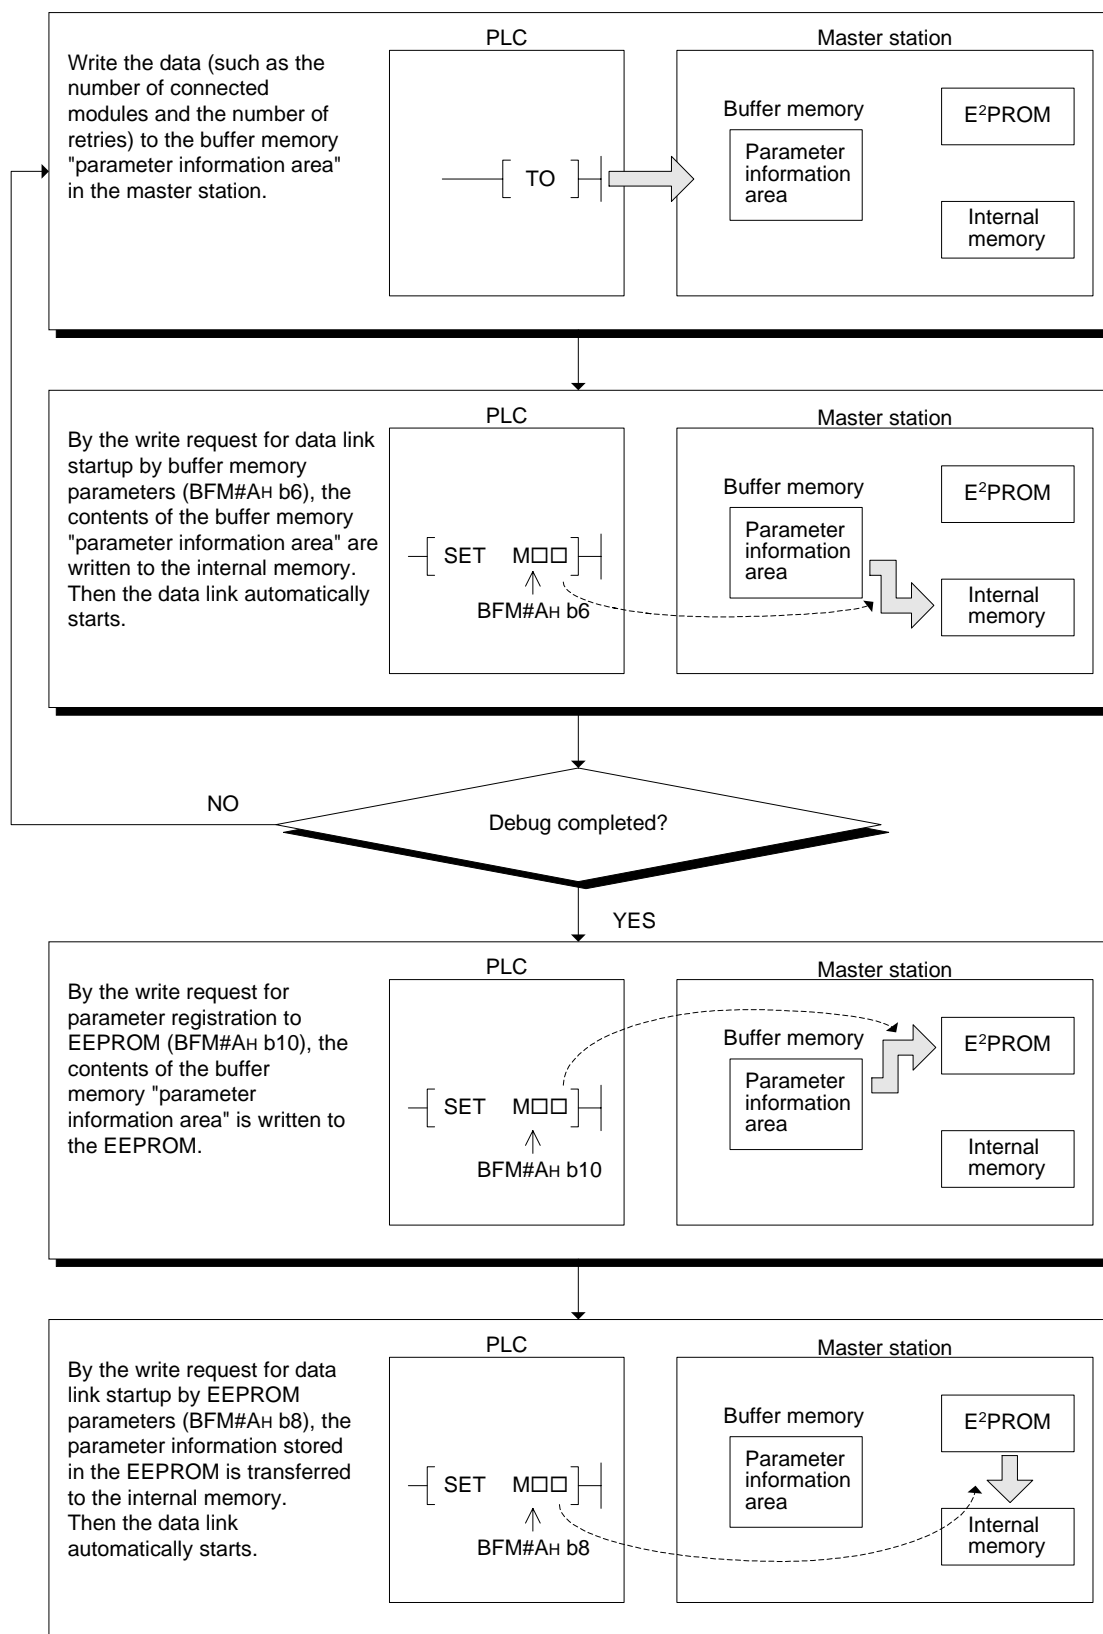 PLC
Master station
Write the data (such as the
number of connected
modules and the number of
retries) to the buffer memory
"parameter information area"
in the master station.
TO
Buffer memory
Parameter
information
area
E²PROM
Internal
memory
PLC
Master station
By the write request for data link
startup by buffer memory
parameters (BFM#AH b6), the
contents of the buffer memory
"parameter information area" are
written to the internal memory.
Then the data link automatically
starts.
SET M□□
BFM#AH b6
Buffer memory
Parameter
information
area
E²PROM
Internal
memory
NO
Debug completed?
YES
PLC
Master station
By the write request for
parameter registration to
EEPROM (BFM#AH b10), the
contents of the buffer
memory "parameter
information area" is written to
the EEPROM.
SET M□□
BFM#AH b10
Buffer memory
Parameter
information
area
E²PROM
Internal
memory
PLC
Master station
By the write request for data
link startup by EEPROM
parameters (BFM#AH b8), the
parameter information stored
in the EEPROM is transferred
to the internal memory.
Then the data link
automatically starts.
SET M□□
BFM#AH b8
Buffer memory
Parameter
information
area
E²PROM
Internal
memory